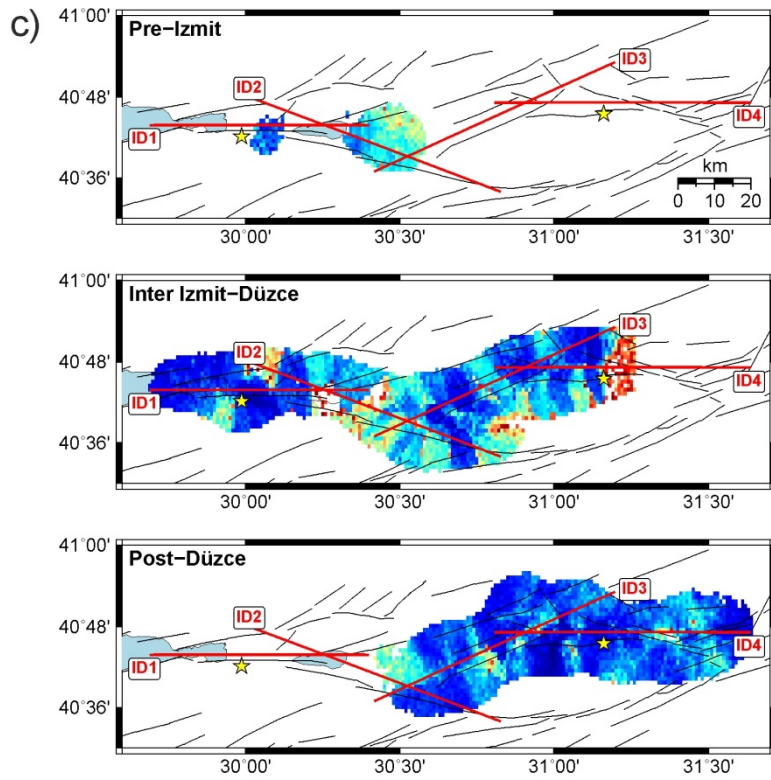 c)
41°00'
Pre−Izmit
ID3
ID2
40°48'
ID1
ID4
km
40°36'
0 10 20
30°00' 30°30' 31°00' 31°30'
41°00'
Inter Izmit−Düzce
ID3
ID2
40°48'
ID4
ID1
40°36'
30°00' 30°30' 31°00' 31°30'
41°00'
Post−Düzce
ID3
ID2
40°48'
ID4
ID1
40°36'
30°00' 30°30' 31°00' 31°30'